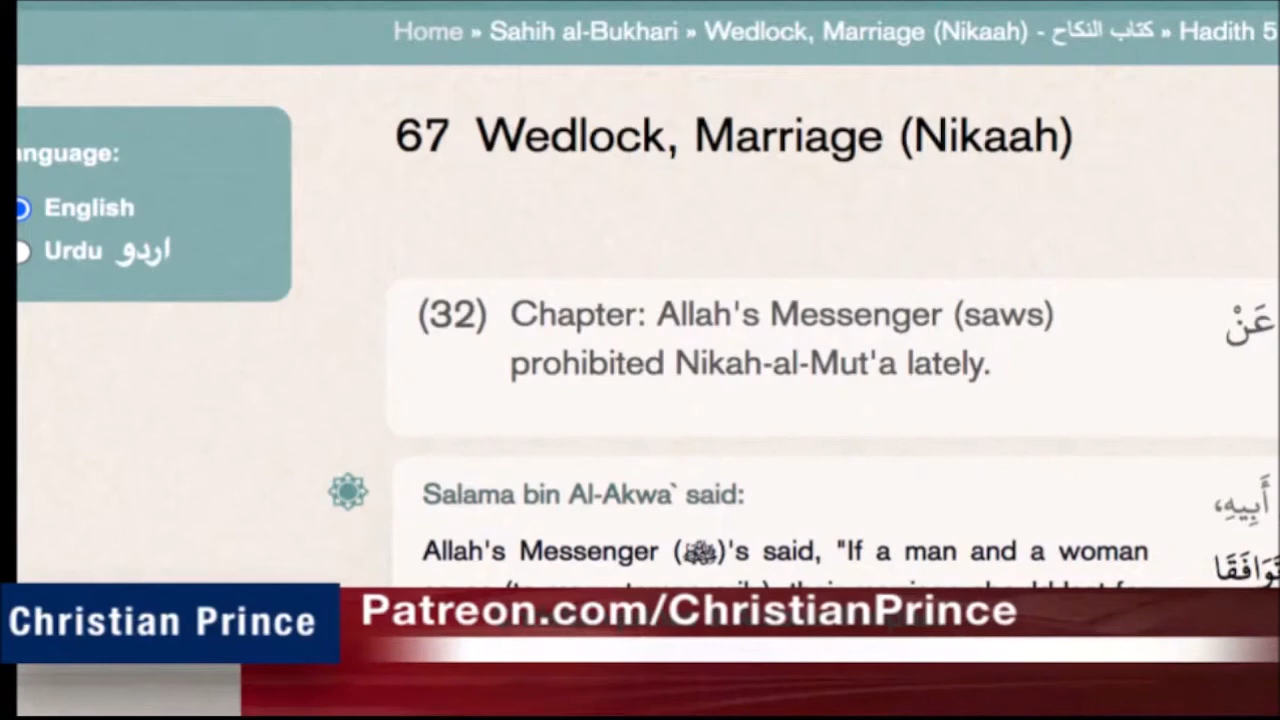 Home » Sahih al-Bukhari » Wedlock, Marriage (Nikaah) - كتاب النكاح » Hadith 5
nguage:
English
Urdu اردو
67 Wedlock, Marriage (Nikaah)
(32) Chapter: Allah's Messenger (saws) عَنْ
prohibited Nikah-al-Mut'a lately.
Salama bin Al-Akwa` said: أَبِيهِ،
Allah's Messenger (ﷺ)'s said, "If a man and a woman تَوَافَقَا
Christian Prince
Patreon.com/ChristianPrince